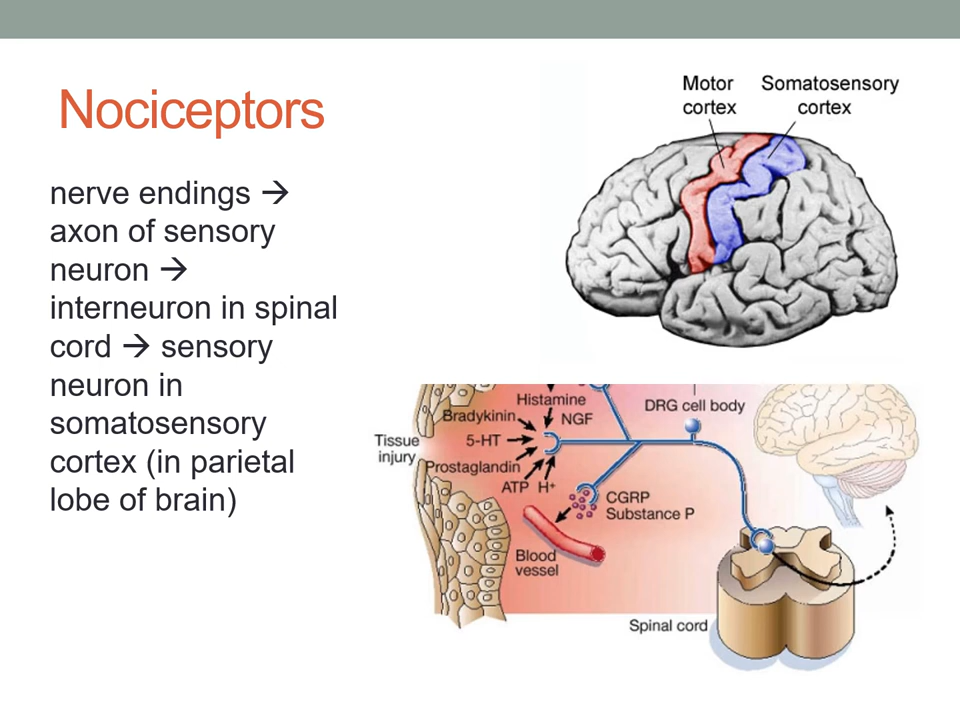 Nociceptors
nerve endings →
axon of sensory
neuron →
interneuron in spinal
cord → sensory
neuron in
somatosensory
cortex (in parietal
lobe of brain)
Motor
cortex
Somatosensory
cortex
Histamine
Bradykinin
NGF
DRG cell body
Tissue
injury
5-HT
Prostaglandin
ATP H⁺
CGRP
Substance P
Blood
vessel
Spinal cord